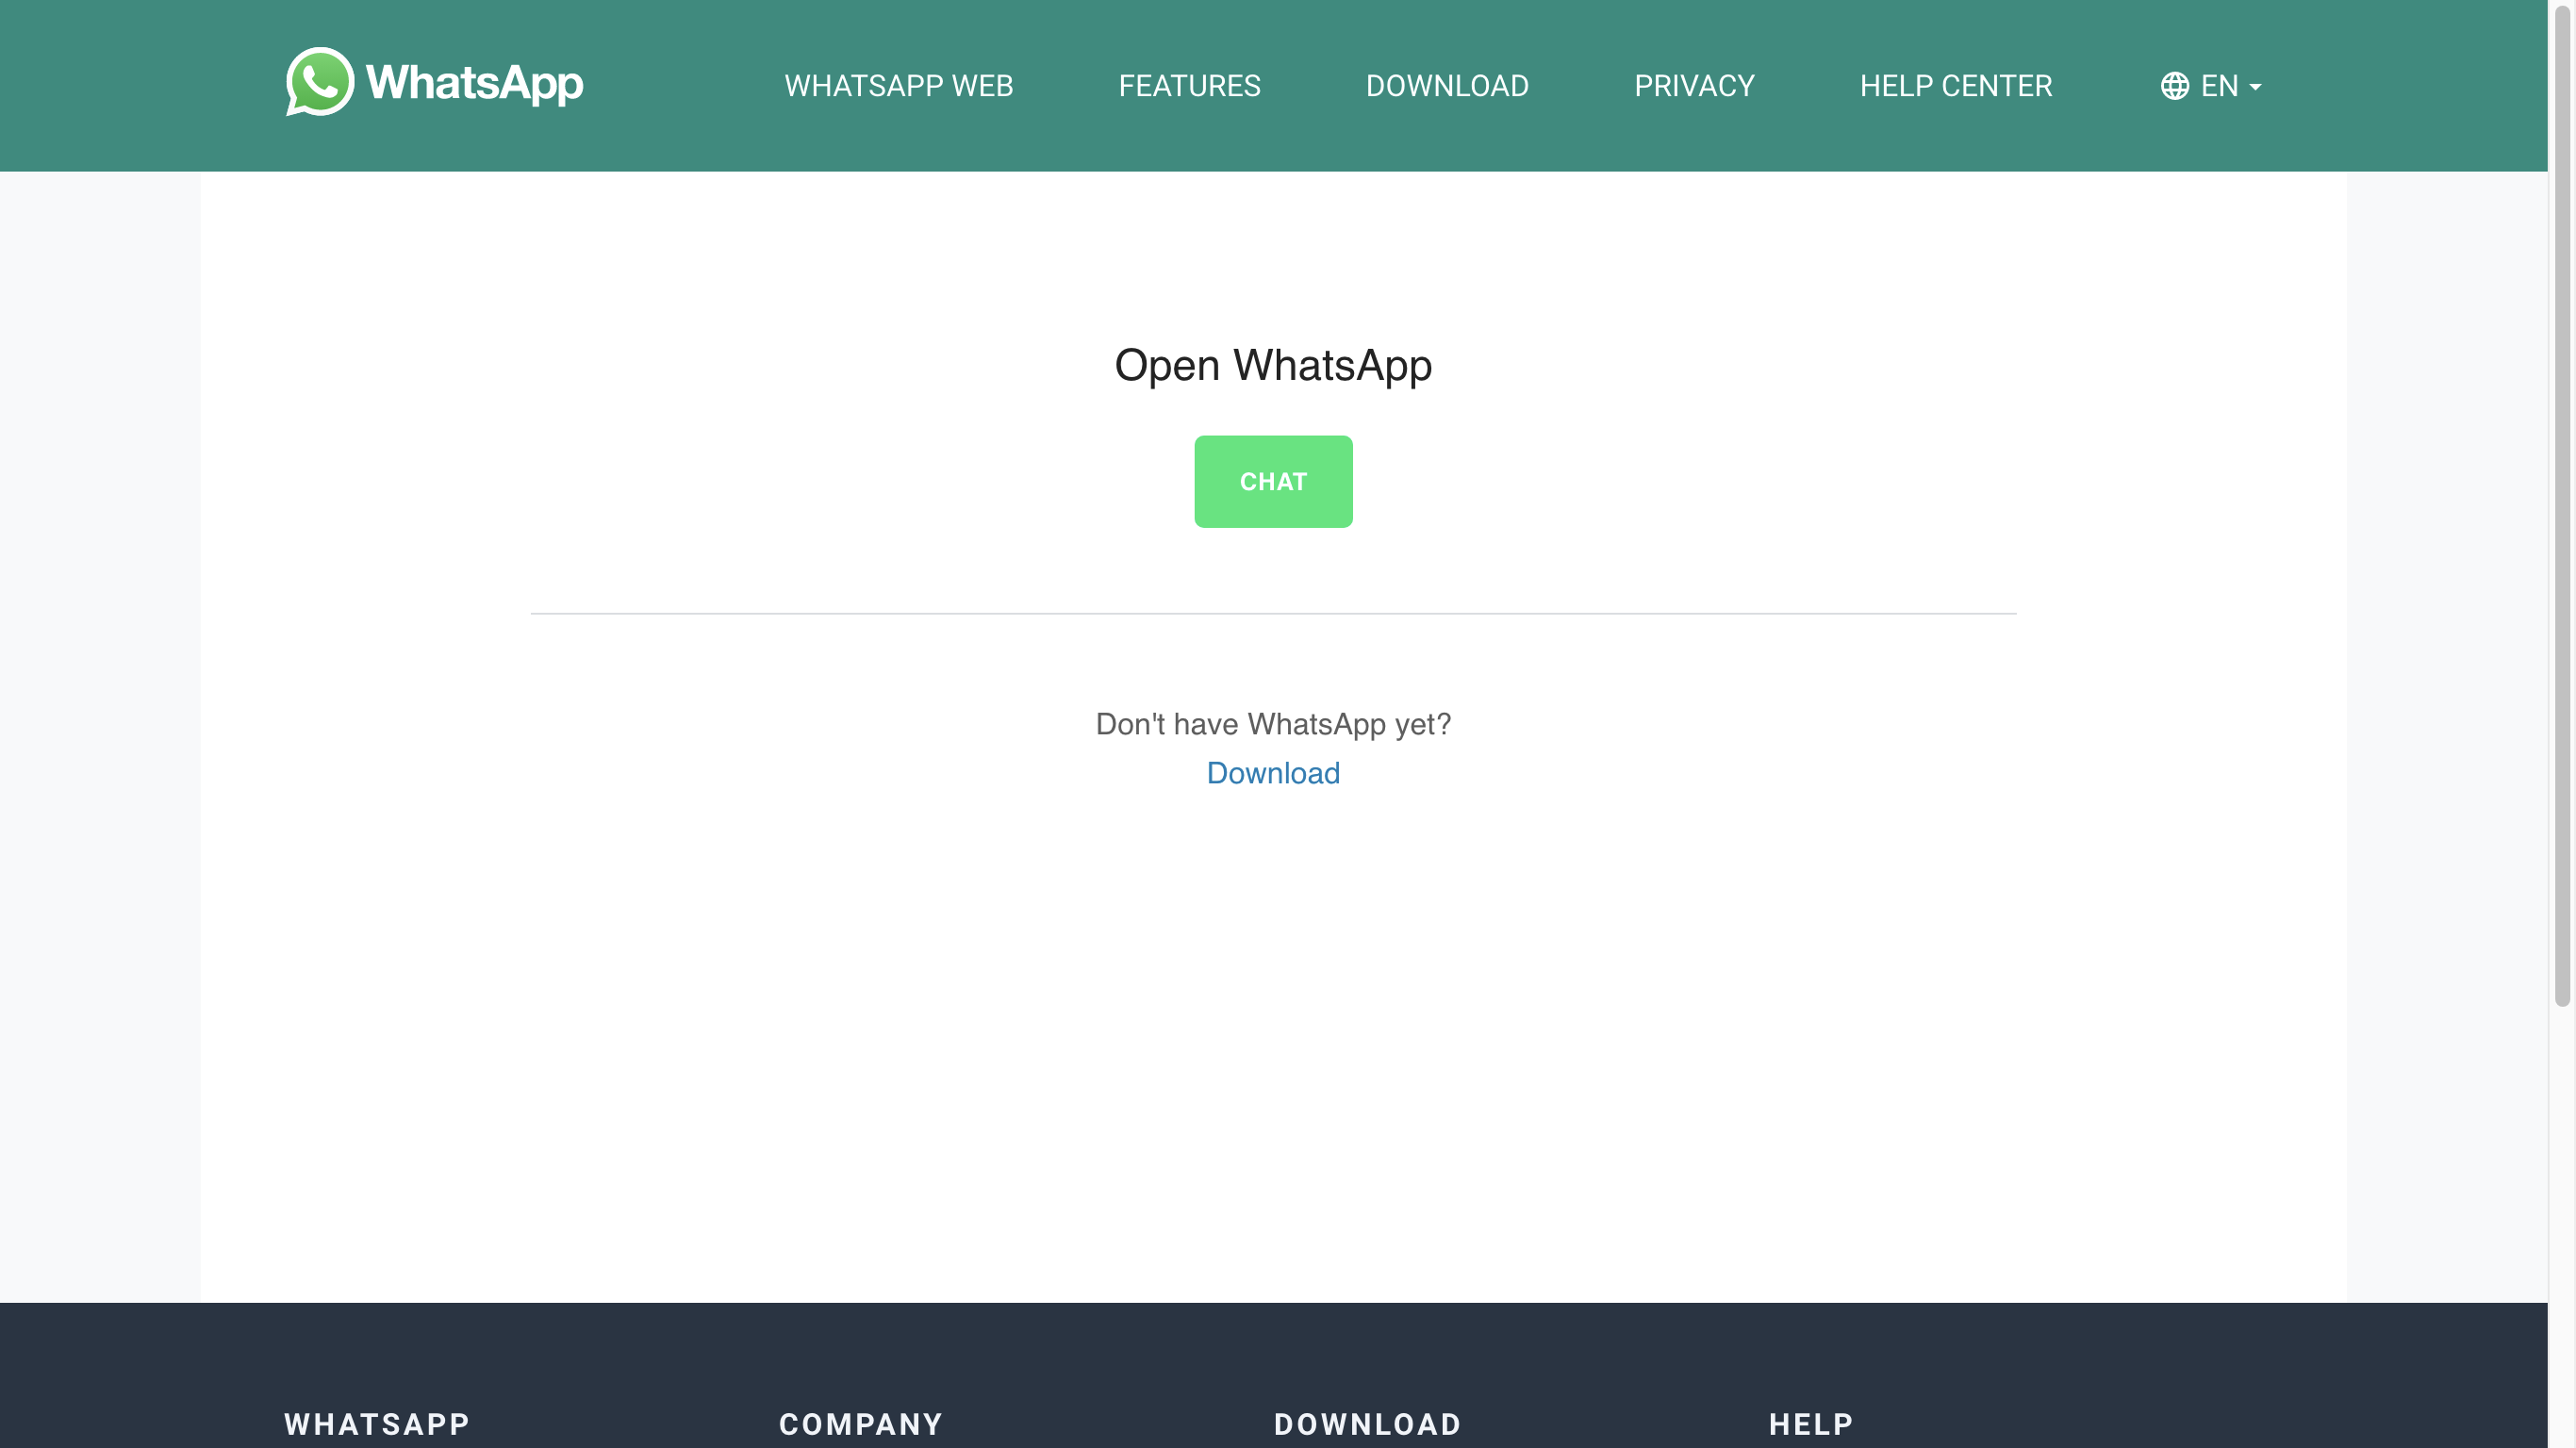 WhatsApp
WHATSAPP WEB
FEATURES
DOWNLOAD
PRIVACY
HELP CENTER
EN
Open WhatsApp
CHAT
Don't have WhatsApp yet?
Download
WHATSAPP
COMPANY
DOWNLOAD
HELP